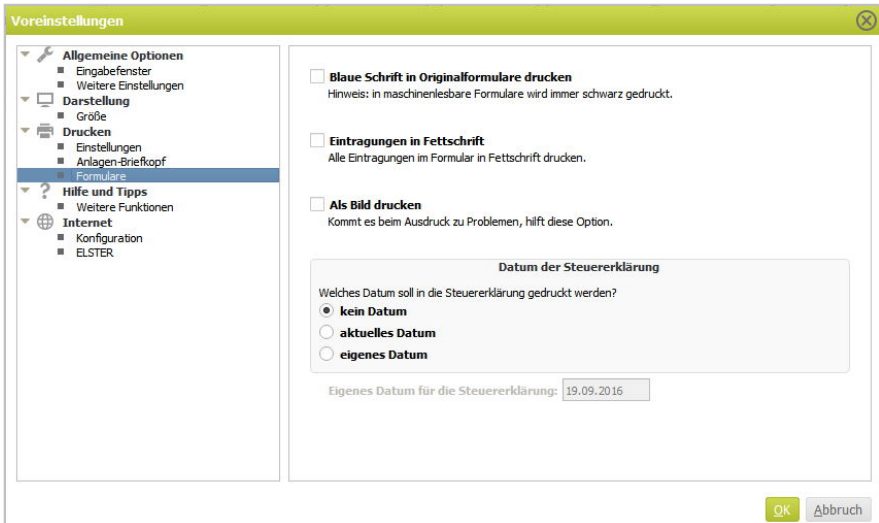 Voreinstellungen
Allgemeine Optionen
Eingabefenster
Weitere Einstellungen
Darstellung
Größe
Drucken
Einstellungen
Anlagen-Briefkopf
Formulare
Hilfe und Tipps
Weitere Funktionen
Internet
Konfiguration
ELSTER
Blaue Schrift in Originalformulare drucken
Hinweis: in maschinenlesbare Formulare wird immer schwarz gedruckt.
Eintragungen in Fettschrift
Alle Eintragungen im Formular in Fettschrift drucken.
Als Bild drucken
Kommt es beim Ausdruck zu Problemen, hilft diese Option.
Datum der Steuererklärung
Welches Datum soll in die Steuererklärung gedruckt werden?
kein Datum
aktuelles Datum
eigenes Datum
Eigenes Datum für die Steuererklärung: 19.09.2016
OK Abbruch